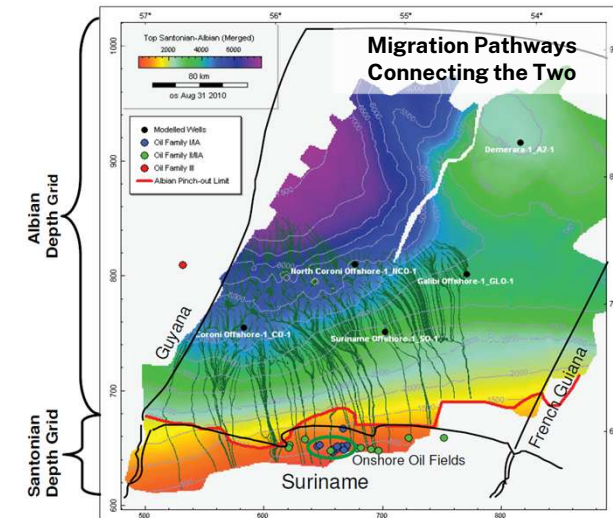 57° 56° 55° 54°
Migration Pathways
Connecting the Two
Top Santonian-Albian (Merged)
2000 4000 6000
80 km
os Aug 31 2010
Modelled Wells
Oil Family I/IA
Oil Family II/IIA
Oil Family III
Albian Pinch-out Limit
1000
900
800
700
600
Albian
Depth Grid
Santonian
Depth Grid
Demerara-1_A2-1
North Coroni Offshore-1_NCO-1
Galibi Offshore-1_GLO-1
Coroni Offshore-1_CO-1
Suriname Offshore-1_SO-1
Guyana
French Guiana
Onshore Oil Fields
Suriname
500 600 700 800